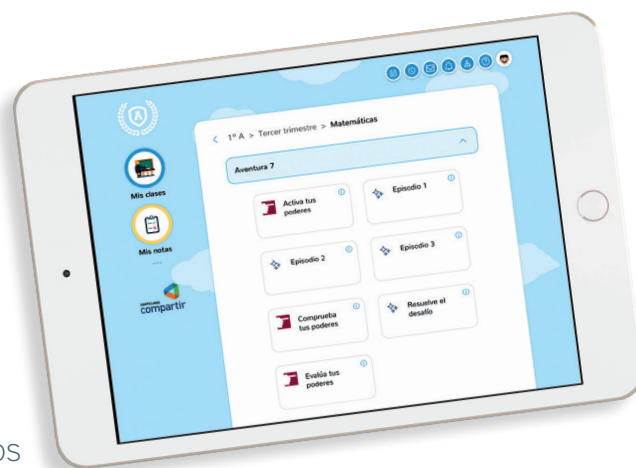 A
1º A > Tercer trimestre > Matemáticas
Aventura 7
Mis clases
Mis notas
compartir
Activa tus
poderes
Episodio 1
Episodio 2
Episodio 3
Comprueba
tus poderes
Resuelve el
desafío
Evalúa tus
poderes
os